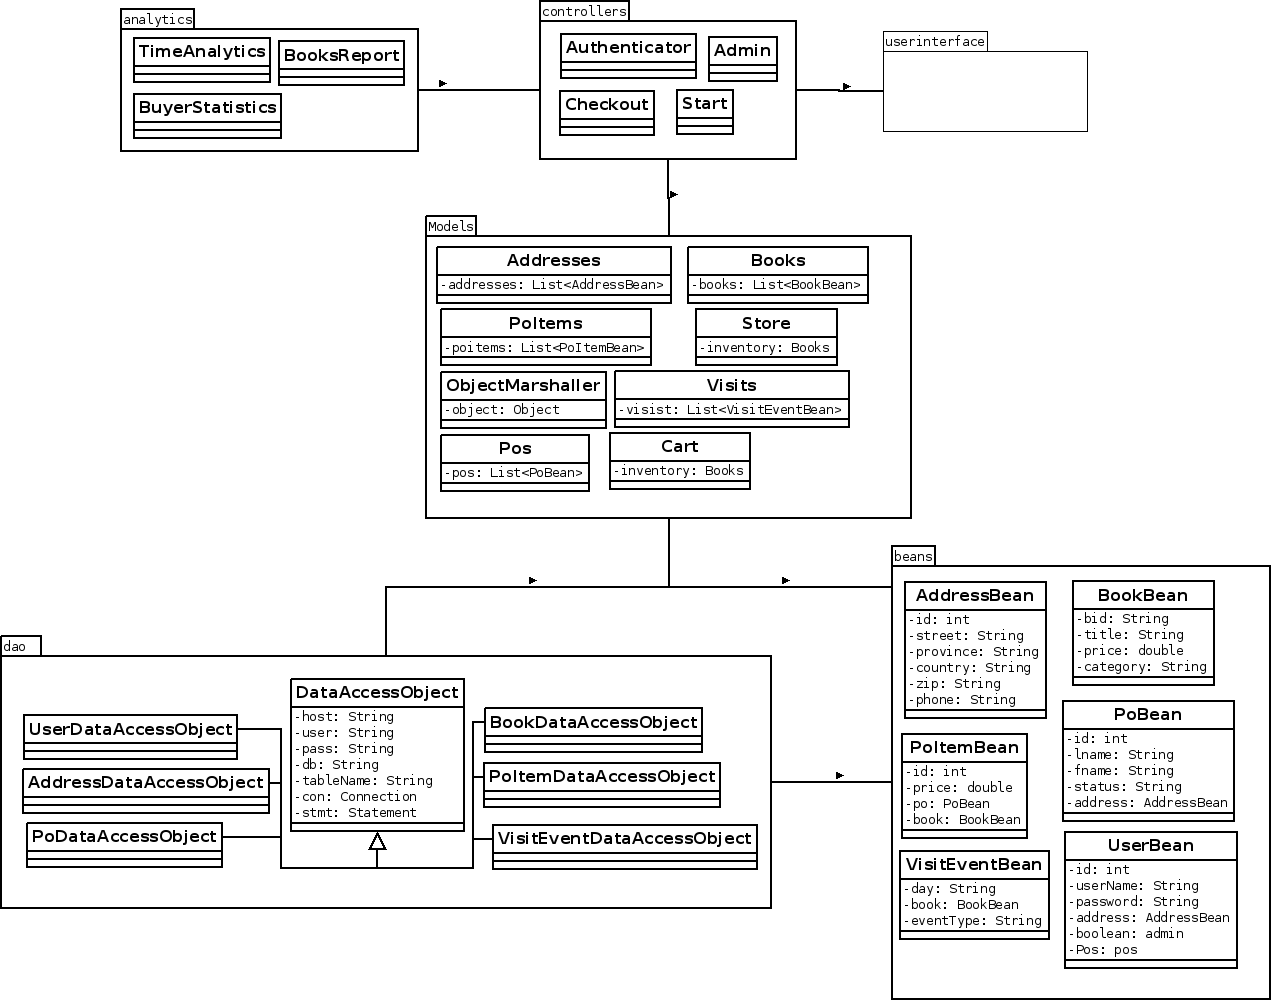 analytics
TimeAnalytics
BooksReport
BuyerStatistics
controllers
Authenticator
Admin
Checkout
Start
userinterface
Models
Addresses
-addresses: List<AddressBean>
Books
-books: List<BookBean>
PoItems
-poitems: List<PoItemBean>
Store
-inventory: Books
ObjectMarshaller
-object: Object
Visits
-visist: List<VisitEventBean>
Pos
-pos: List<PoBean>
Cart
-inventory: Books
dao
UserDataAccessObject
AddressDataAccessObject
PoDataAccessObject
DataAccessObject
-host: String
-user: String
-pass: String
-db: String
-tableName: String
-con: Connection
-stmt: Statement
BookDataAccessObject
PoItemDataAccessObject
VisitEventDataAccessObject
beans
AddressBean
-id: int
-street: String
-province: String
-country: String
-zip: String
-phone: String
BookBean
-bid: String
-title: String
-price: double
-category: String
PoItemBean
-id: int
-price: double
-po: PoBean
-book: BookBean
PoBean
-id: int
-lname: String
-fname: String
-status: String
-address: AddressBean
VisitEventBean
-day: String
-book: BookBean
-eventType: String
UserBean
-id: int
-userName: String
-password: String
-address: AddressBean
-boolean: admin
-Pos: pos